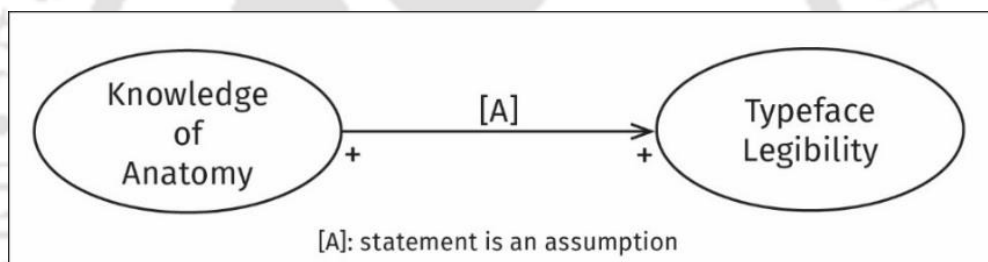 Knowledge
of
Anatomy
[A]
+
+
Typeface
Legibility
[A]: statement is an assumption